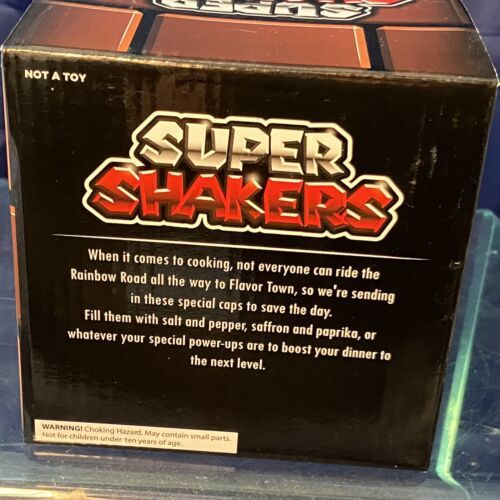 SUPER
NOT A TOY
SUPER
SHAKERS
When it comes to cooking, not everyone can ride the
Rainbow Road all the way to Flavor Town, so we're sending
in these special caps to save the day.
Fill them with salt and pepper, saffron and paprika, or
whatever your special power-ups are to boost your dinner to
the next level.
WARNING! Choking Hazard. May contain small parts.
Not for children under ten years of age.